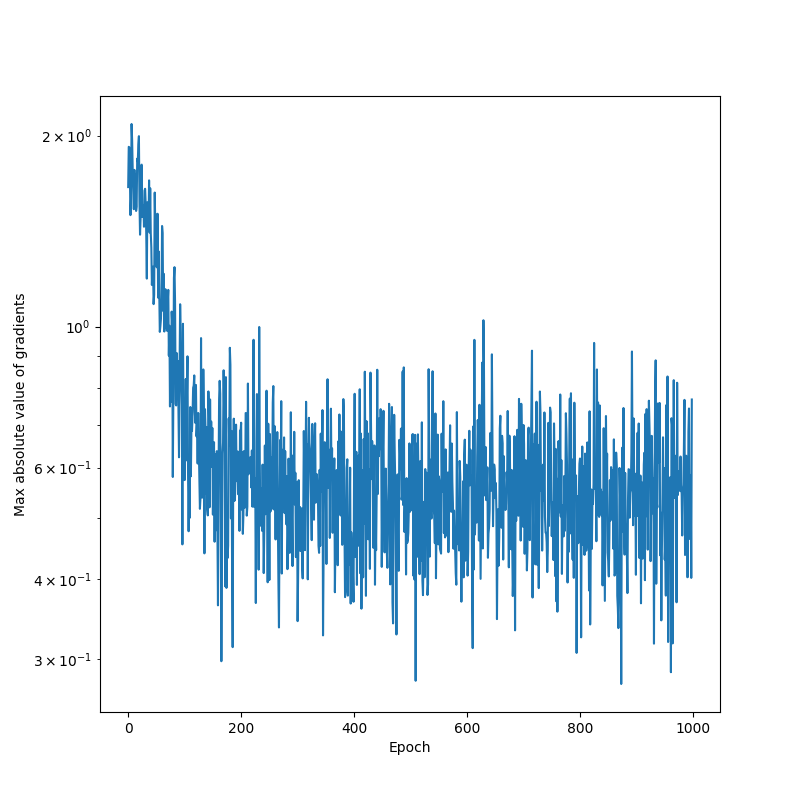 Max absolute value of gradients
2 × 10⁰
10⁰
6 × 10⁻¹
4 × 10⁻¹
3 × 10⁻¹
0 200 400 600 800 1000
Epoch